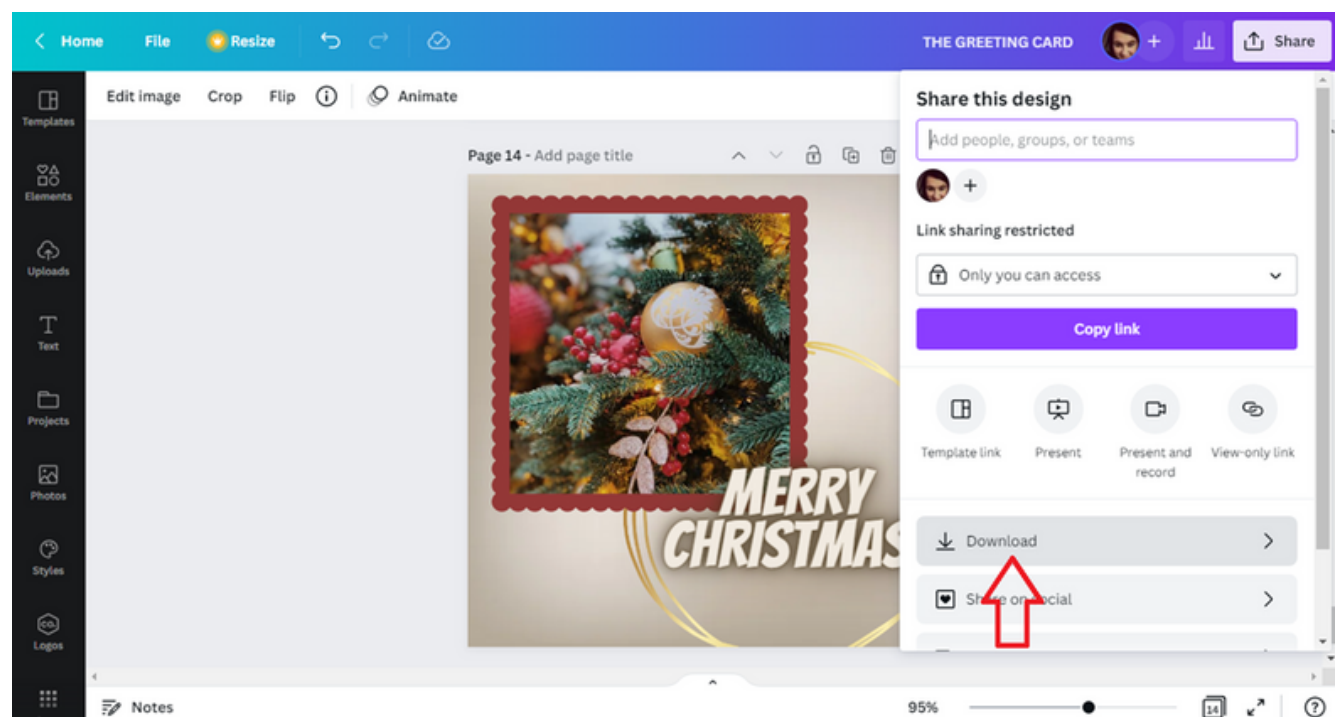 Home File Resize THE GREETING CARD + Share
Edit image Crop Flip Animate
Templates
Elements
Uploads
Text
Projects
Photos
Styles
CO.
Logos
Page 14 - Add page title
MERRY
CHRISTMAS
Share this design
Add people, groups, or teams
+
Link sharing restricted
Only you can access
Copy link
Template link Present Present and record View-only link
Download
Share on social
Notes 95% 14 ?